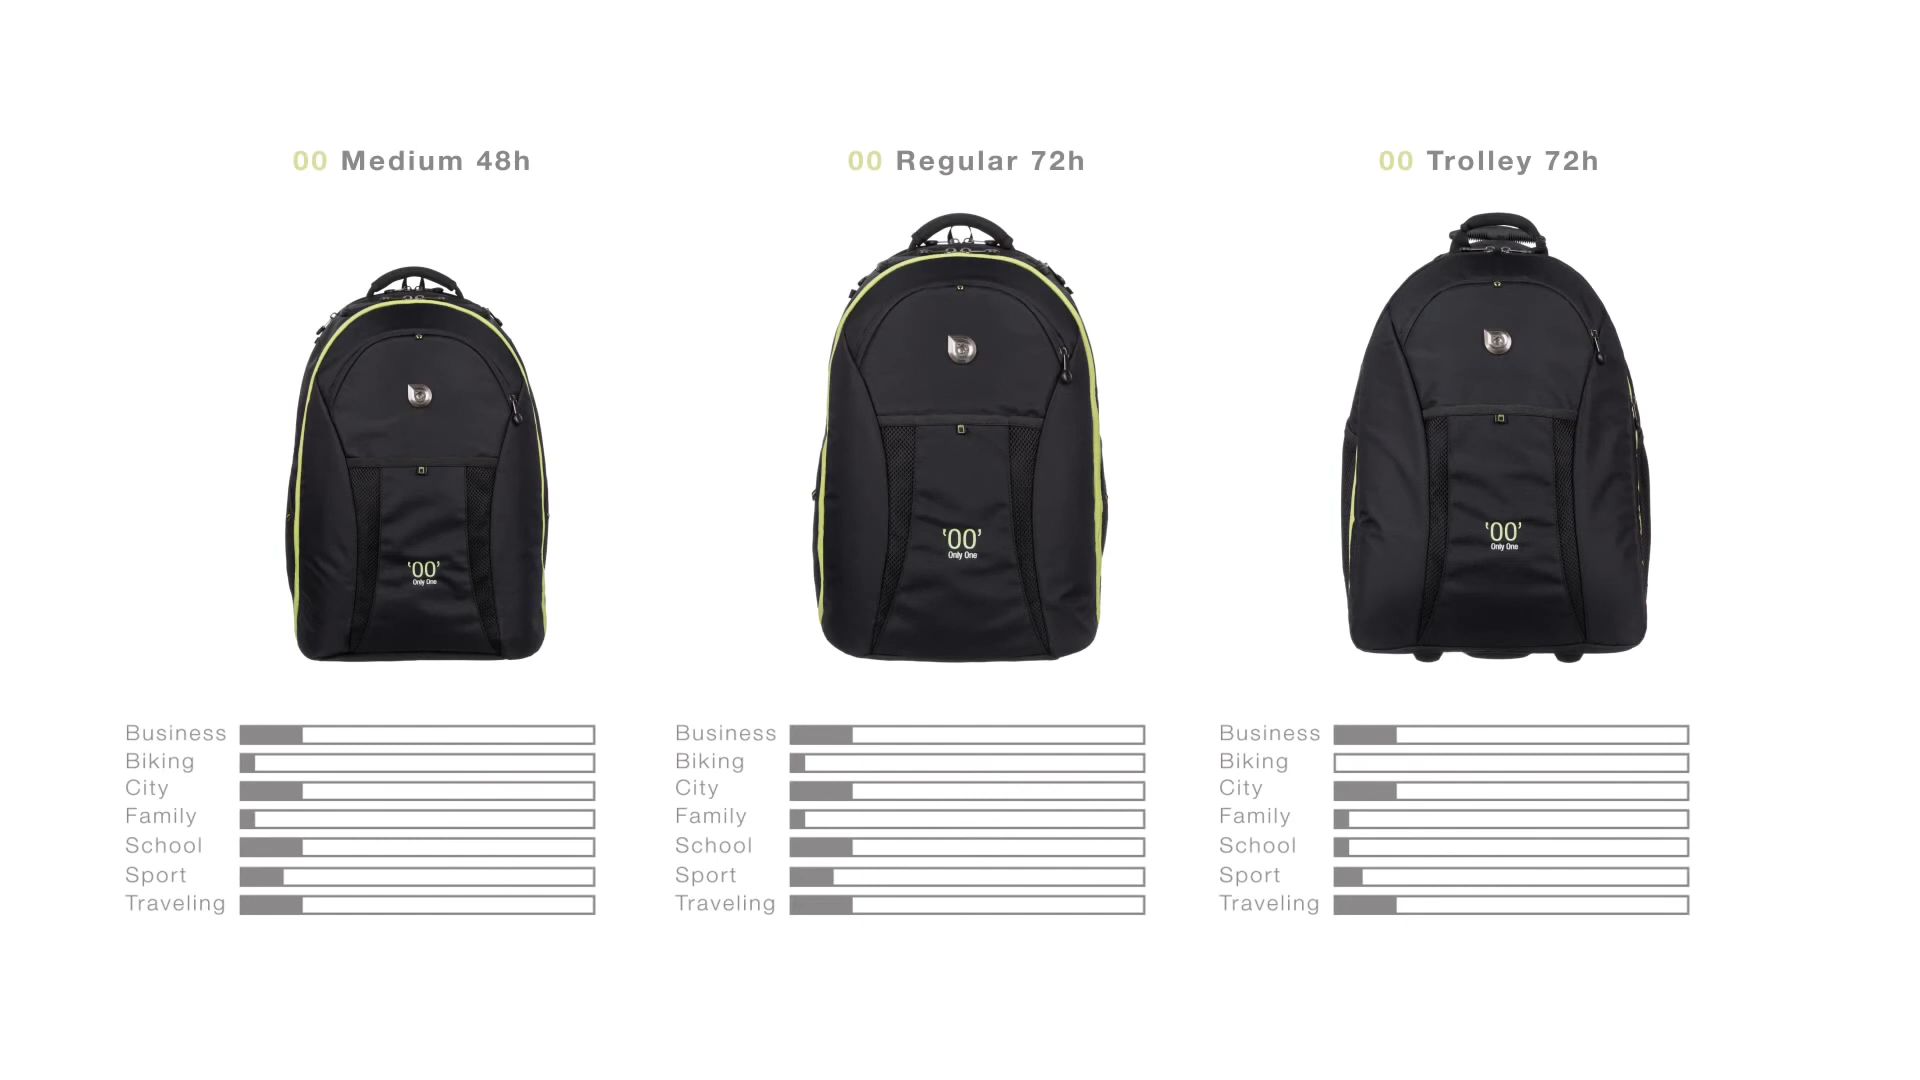 00 Medium 48h
00 Regular 72h
00 Trolley 72h
'00'
Only One
'00'
Only One
'00'
Only One
Business
Biking
City
Family
School
Sport
Traveling
Business
Biking
City
Family
School
Sport
Traveling
Business
Biking
City
Family
School
Sport
Traveling